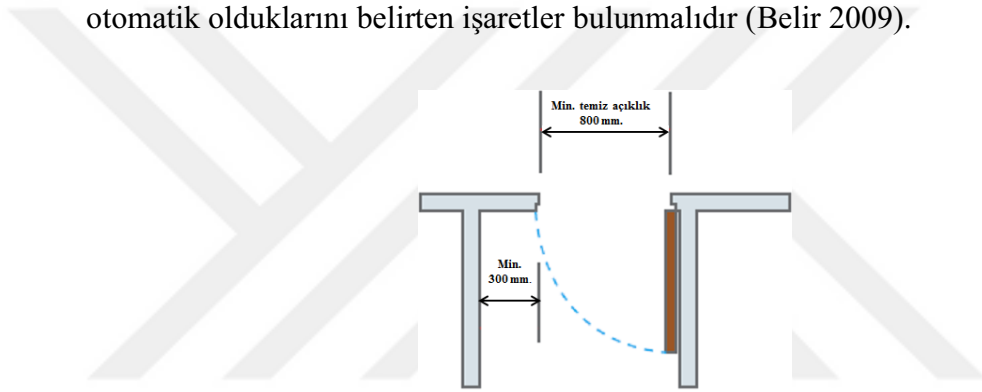 otomatik olduklarını belirten işaretler bulunmalıdır (Belir 2009).
Min. temiz açıklık
800 mm.
Min.
300 mm.